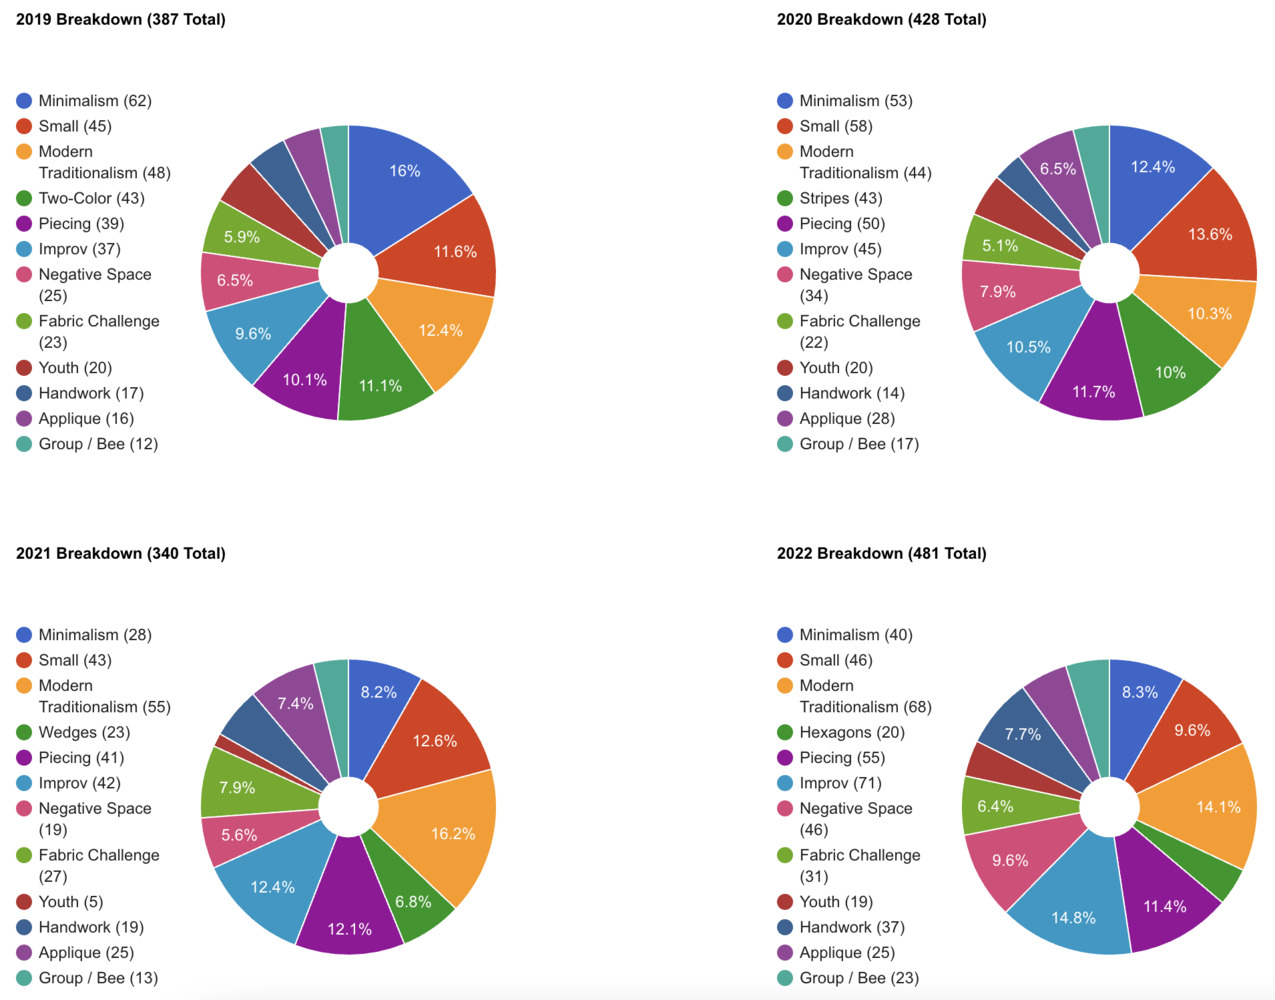 2019 Breakdown (387 Total)
Minimalism (62)
Small (45)
Modern
Traditionalism (48)
Two-Color (43)
Piecing (39)
Improv (37)
Negative Space
(25)
Fabric Challenge
(23)
Youth (20)
Handwork (17)
Applique (16)
Group / Bee (12)
16%
11.6%
12.4%
11.1%
10.1%
9.6%
6.5%
5.9%
2020 Breakdown (428 Total)
Minimalism (53)
Small (58)
Modern
Traditionalism (44)
Stripes (43)
Piecing (50)
Improv (45)
Negative Space
(34)
Fabric Challenge
(22)
Youth (20)
Handwork (14)
Applique (28)
Group / Bee (17)
12.4%
13.6%
10.3%
10%
11.7%
10.5%
7.9%
5.1%
6.5%
2021 Breakdown (340 Total)
Minimalism (28)
Small (43)
Modern
Traditionalism (55)
Wedges (23)
Piecing (41)
Improv (42)
Negative Space
(19)
Fabric Challenge
(27)
Youth (5)
Handwork (19)
Applique (25)
Group / Bee (13)
8.2%
12.6%
16.2%
6.8%
12.1%
12.4%
5.6%
7.9%
7.4%
2022 Breakdown (481 Total)
Minimalism (40)
Small (46)
Modern
Traditionalism (68)
Hexagons (20)
Piecing (55)
Improv (71)
Negative Space
(46)
Fabric Challenge
(31)
Youth (19)
Handwork (37)
Applique (25)
Group / Bee (23)
8.3%
9.6%
14.1%
11.4%
14.8%
9.6%
6.4%
7.7%